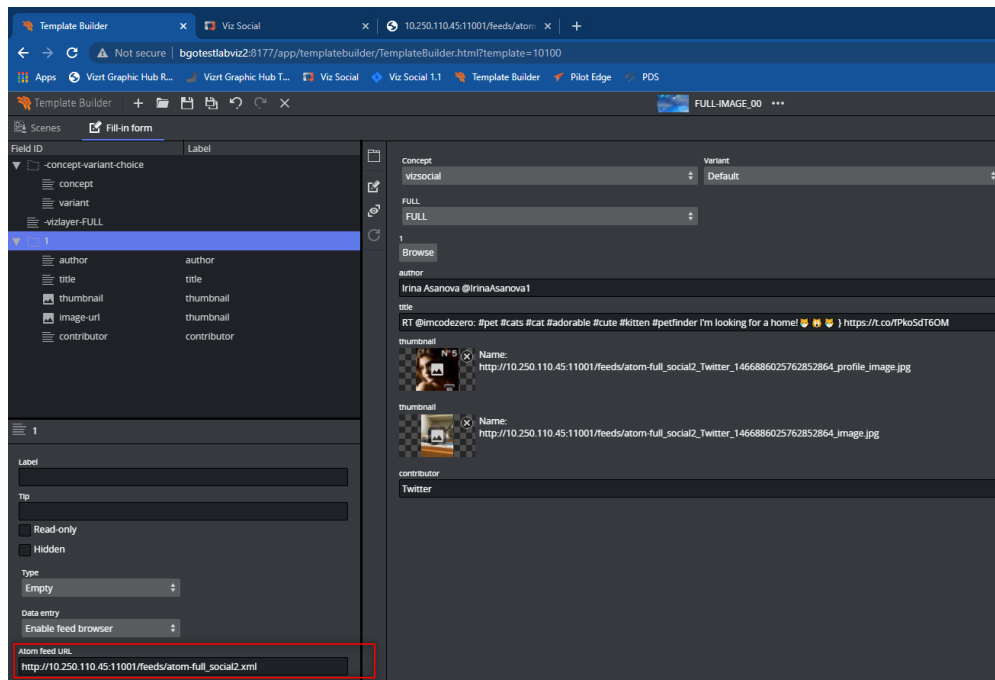 Template Builder
Viz Social
10.250.110.45:11001/feeds/atom
Not secure
bgotestlabviz2:8177/app/templatebuilder/TemplateBuilder.html?template=10100
Apps
Vizrt Graphic Hub R...
Vizrt Graphic Hub T...
Viz Social
Viz Social 1.1
Template Builder
Pilot Edge
PDS
Template Builder
FULL-IMAGE_00
Scenes
Fill-in form
Field ID
Label
-concept-variant-choice
concept
variant
-vizlayer-FULL
1
author author
title title
thumbnail thumbnail
image-url thumbnail
contributor contributor
1
Label
Tip
Read-only
Hidden
Type
Empty
Data entry
Enable feed browser
Atom feed URL
http://10.250.110.45:11001/feeds/atom-full_social2.xml
Concept
vizsocial
Variant
Default
FULL
FULL
1
Browse
author
Irina Asanova @IrinaAsanova1
title
RT @imcodezero: #pet #cats #cat #adorable #cute #kitten #petfinder I'm looking for a home! 😺 🐱 😺 } https://t.co/fPkoSdT6OM
thumbnail
N°5
Name:
http://10.250.110.45:11001/feeds/atom-full_social2_Twitter_1466886025762852864_profile_image.jpg
thumbnail
Name:
http://10.250.110.45:11001/feeds/atom-full_social2_Twitter_1466886025762852864_image.jpg
contributor
Twitter